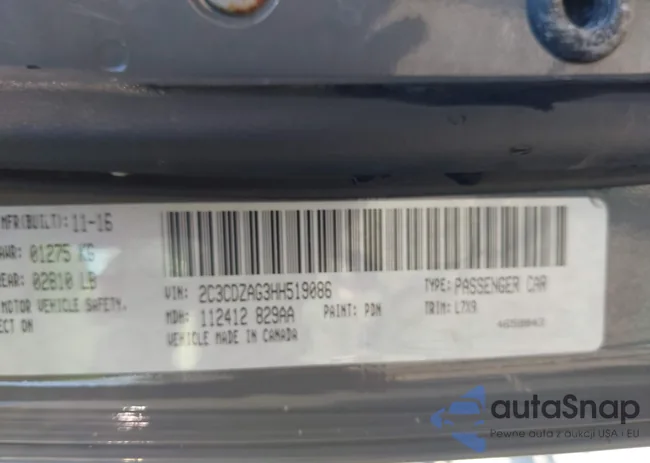 MFR(BUILT): 11-16
AWR: 01275 KG
EAR: 02810 LB
MOTOR VEHICLE SAFETY.
ECT ON
VIN: 2C3CDZAG3HH519086
TYPE: PASSENGER CAR
MDH: 112412 829AA
PAINT: PDN
TRIM: L7X9
VEHICLE MADE IN CANADA
autaSnap
Pewne auta z aukcji USA i EU